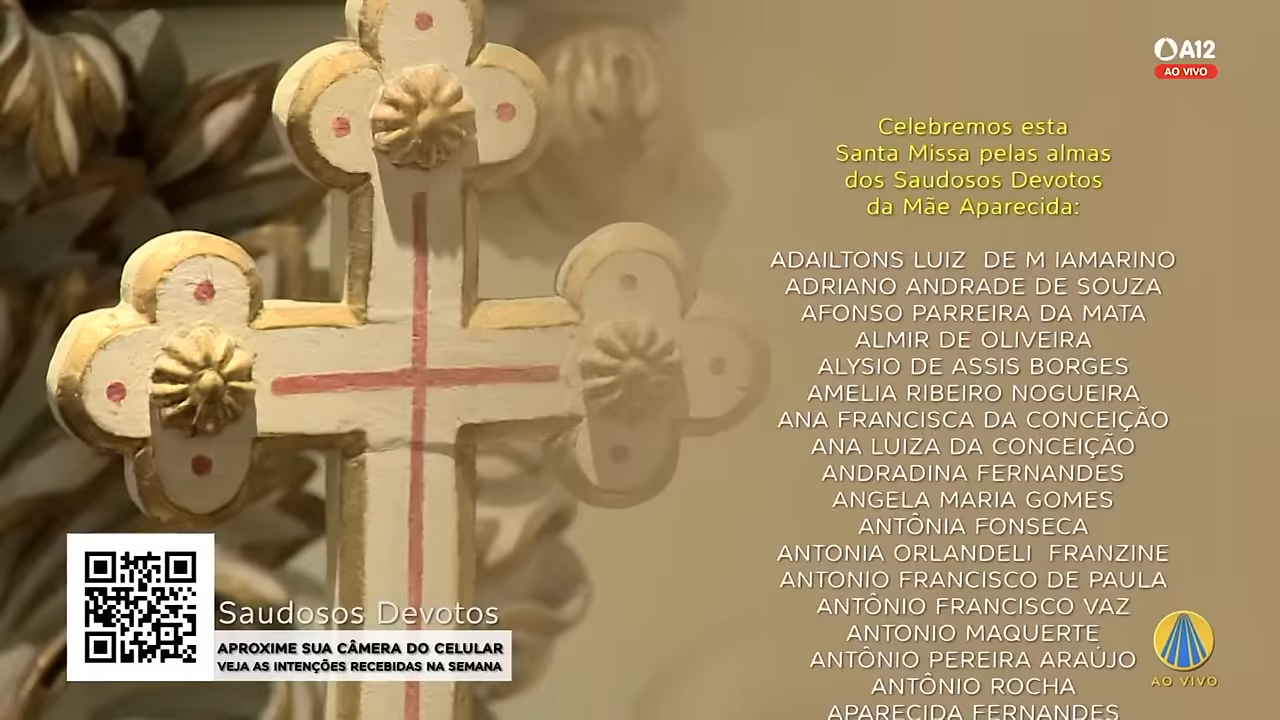 A12
AO VIVO
Celebremos esta
Santa Missa pelas almas
dos Saudosos Devotos
da Mãe Aparecida:
ADAILTONS LUIZ  DE M IAMARINO
ADRIANO ANDRADE DE SOUZA
AFONSO PARREIRA DA MATA
ALMIR DE OLIVEIRA
ALYSIO DE ASSIS BORGES
AMELIA RIBEIRO NOGUEIRA
ANA FRANCISCA DA CONCEIÇÃO
ANA LUIZA DA CONCEIÇÃO
ANDRADINA FERNANDES
ANGELA MARIA GOMES
ANTÔNIA FONSECA
ANTONIA ORLANDELI  FRANZINE
ANTONIO FRANCISCO DE PAULA
ANTÔNIO FRANCISCO VAZ
ANTONIO MAQUERTE
ANTÔNIO PEREIRA ARAÚJO
ANTÔNIO ROCHA
APARECIDA FERNANDES
Saudosos Devotos
APROXIME SUA CÂMERA DO CELULAR
VEJA AS INTENÇÕES RECEBIDAS NA SEMANA
AO VIVO